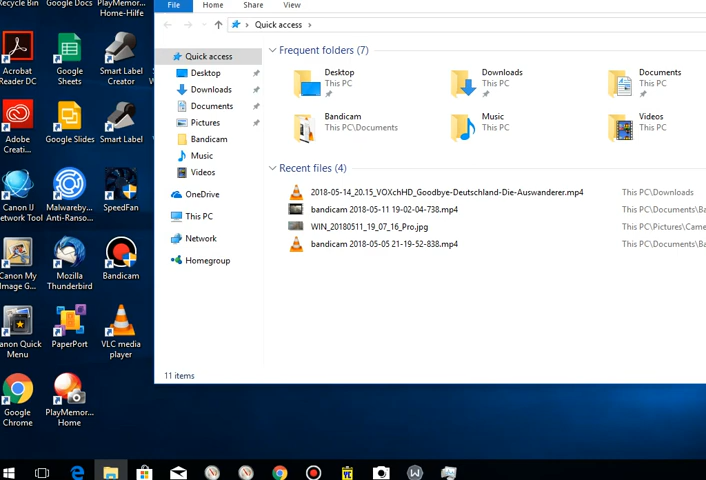 Recycle Bin
Google Docs
PlayMemor...
Home-Hilfe
Acrobat
Reader DC
Google
Sheets
Smart Label
Creator
Adobe
Creati...
Google Slides
Smart Label
Canon IJ
Network Tool
Malwareby...
Anti-Ranso...
SpeedFan
Canon My
Image G...
Mozilla
Thunderbird
Bandicam
Canon Quick
Menu
PaperPort
VLC media
player
Google
Chrome
PlayMemor...
Home
File
Home
Share
View
Quick access
Quick access
Desktop
Downloads
Documents
Pictures
Bandicam
Music
Videos
OneDrive
This PC
Network
Homegroup
Frequent folders (7)
Desktop
This PC
Downloads
This PC
Documents
This PC
Bandicam
This PC\Documents
Music
This PC
Videos
This PC
Recent files (4)
2018-05-14_20.15_VOXchHD_Goodbye-Deutschland-Die-Auswanderer.mp4 This PC\Downloads
bandicam 2018-05-11 19-02-04-738.mp4 This PC\Documents\Ba
WIN_20180511_19_07_16_Pro.jpg This PC\Pictures\Came
bandicam 2018-05-05 21-19-52-838.mp4 This PC\Documents\Ba
11 items